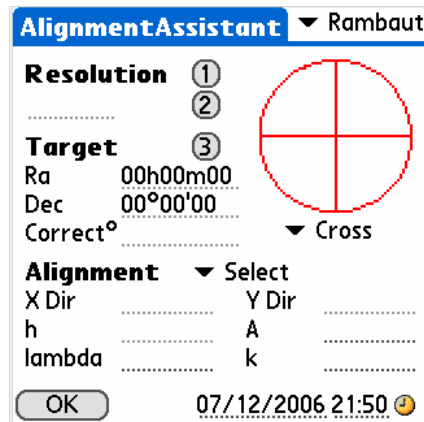 AlignmentAssistant ▼ Rambaut
Resolution 1
2
Target 3
Ra 00h00m00
Dec 00°00'00
Correct°
▼ Cross
Alignment ▼ Select
X Dir Y Dir
h A
lambda k
OK 07/12/2006 21:50